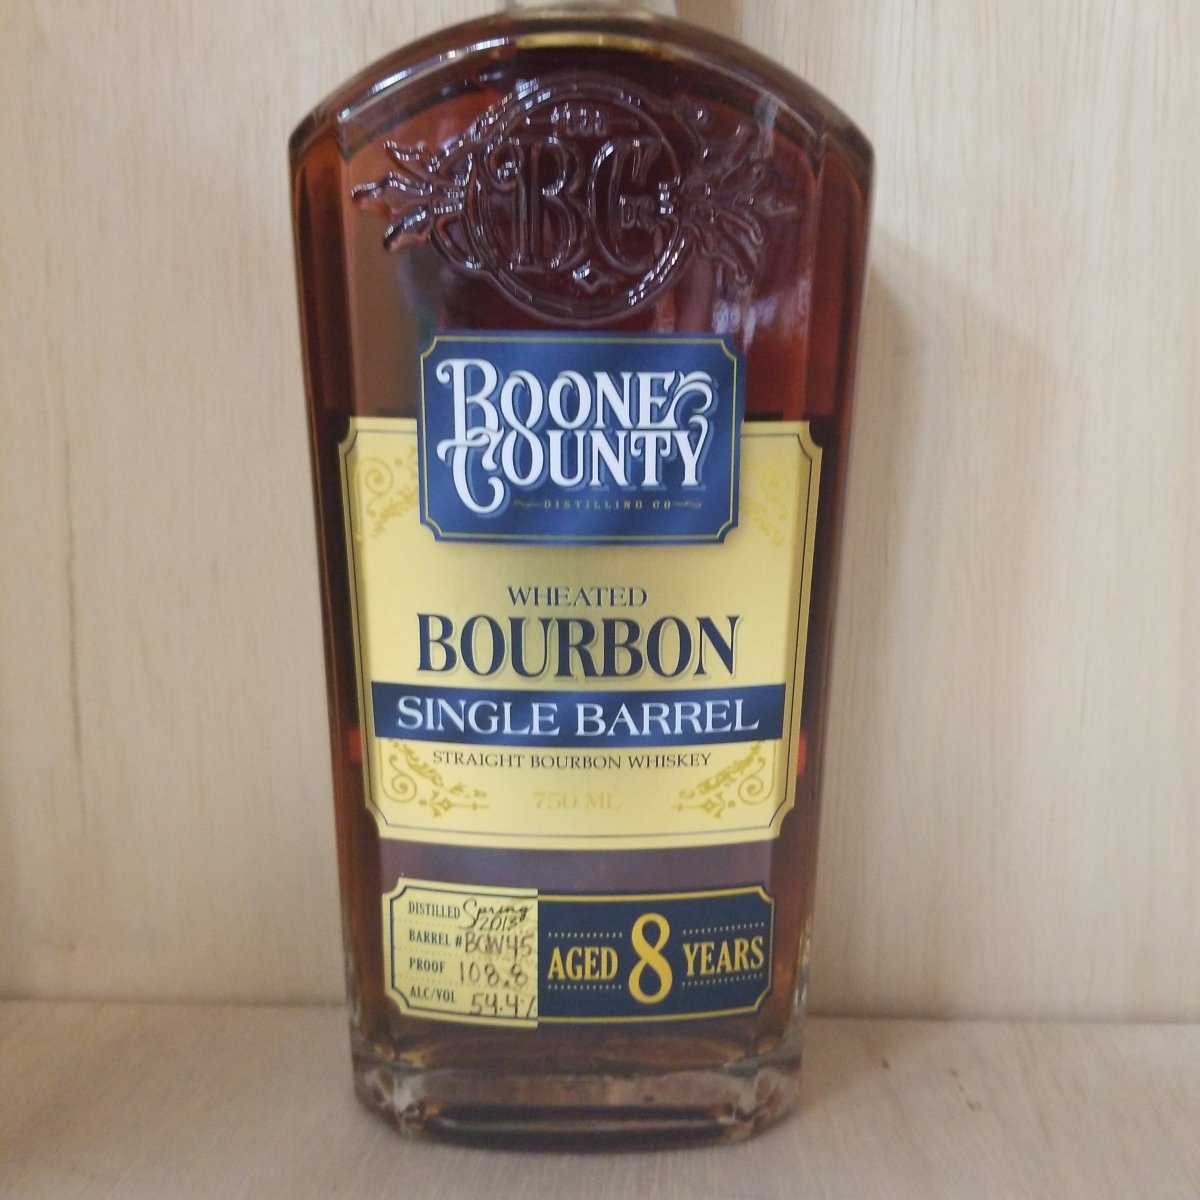 BC
BOONE
COUNTY
DISTILLING CO
WHEATED
BOURBON
SINGLE BARREL
STRAIGHT BOURBON WHISKEY
750 ML
DISTILLED Spring 2013
BARREL # BCW45
PROOF 108.8
ALC/VOL 54.4%
AGED 8 YEARS